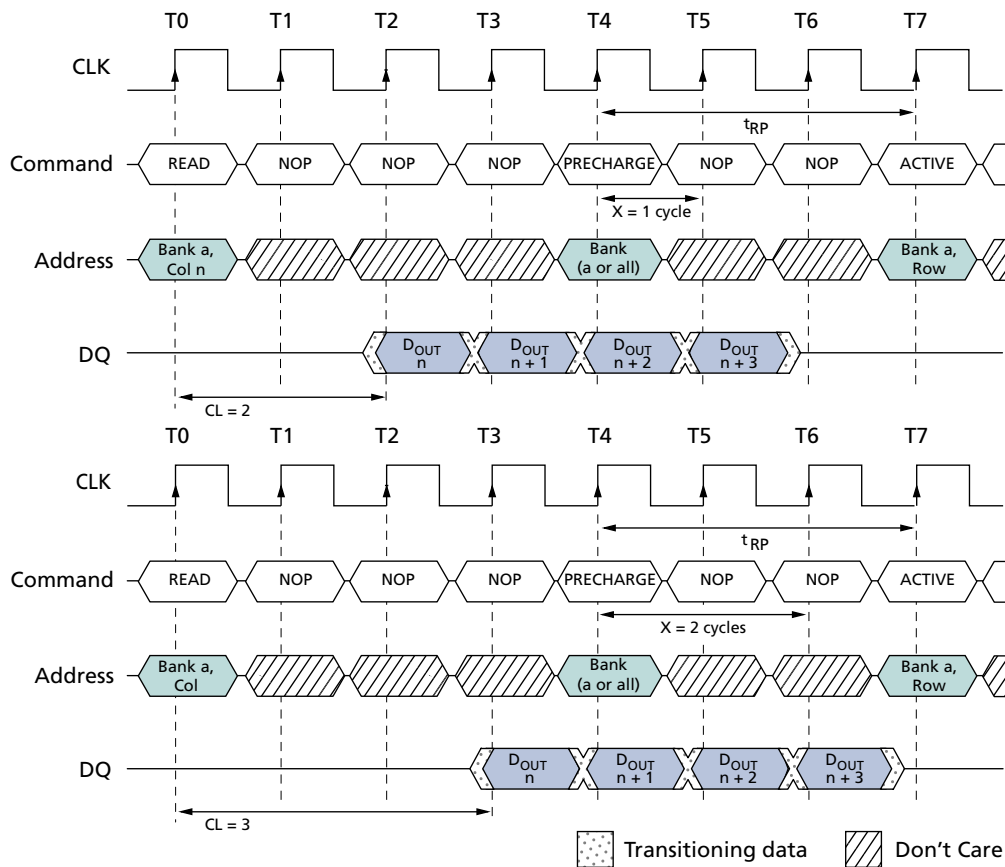 T0 T1 T2 T3 T4 T5 T6 T7
CLK
tRP
Command READ NOP NOP NOP PRECHARGE NOP NOP ACTIVE
X = 1 cycle
Address Bank a, Col n Bank (a or all) Bank a, Row
DQ DOUT n DOUT n + 1 DOUT n + 2 DOUT n + 3
CL = 2
T0 T1 T2 T3 T4 T5 T6 T7
CLK
tRP
Command READ NOP NOP NOP PRECHARGE NOP NOP ACTIVE
X = 2 cycles
Address Bank a, Col Bank (a or all) Bank a, Row
DQ DOUT n DOUT n + 1 DOUT n + 2 DOUT n + 3
CL = 3
Transitioning data Don't Care